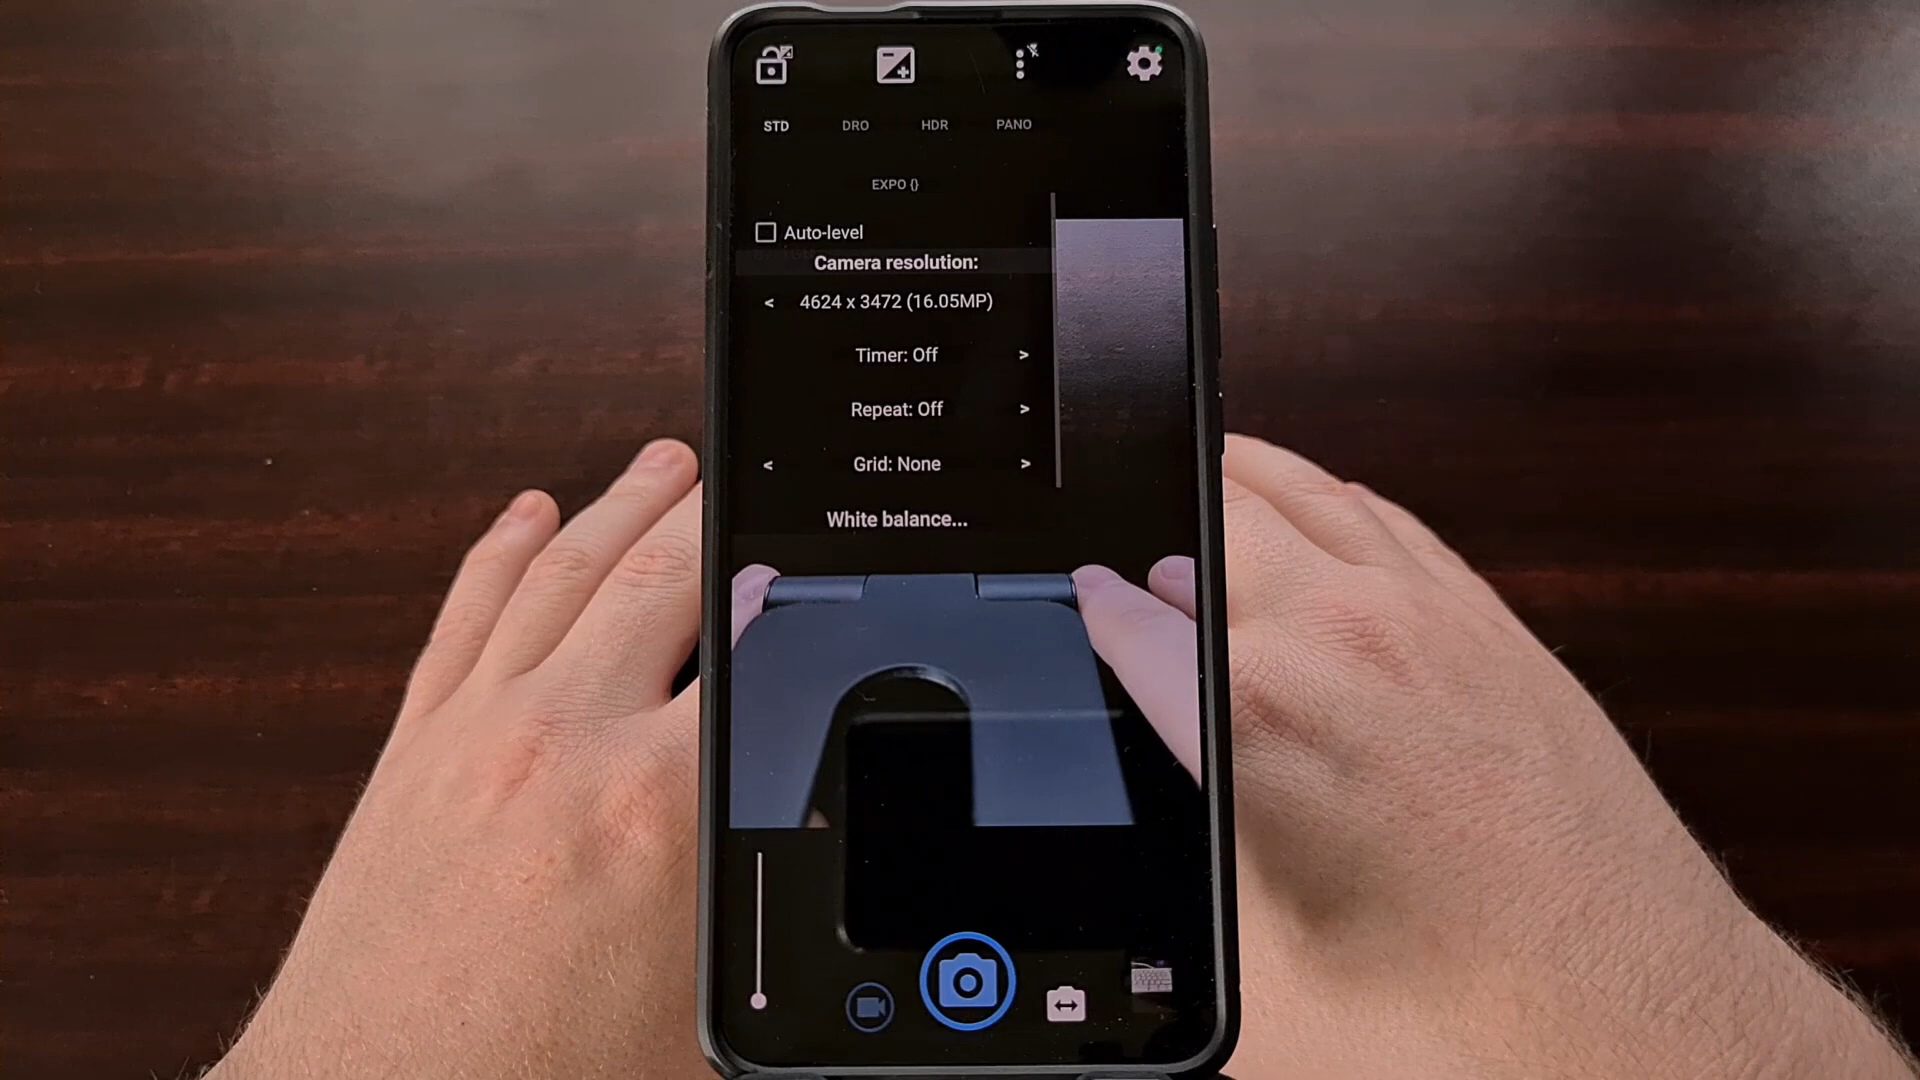 STD DRO HDR PANO
EXPO {}
Auto-level
Camera resolution:
< 4624 x 3472 (16.05MP)
Timer: Off >
Repeat: Off >
< Grid: None >
White balance...